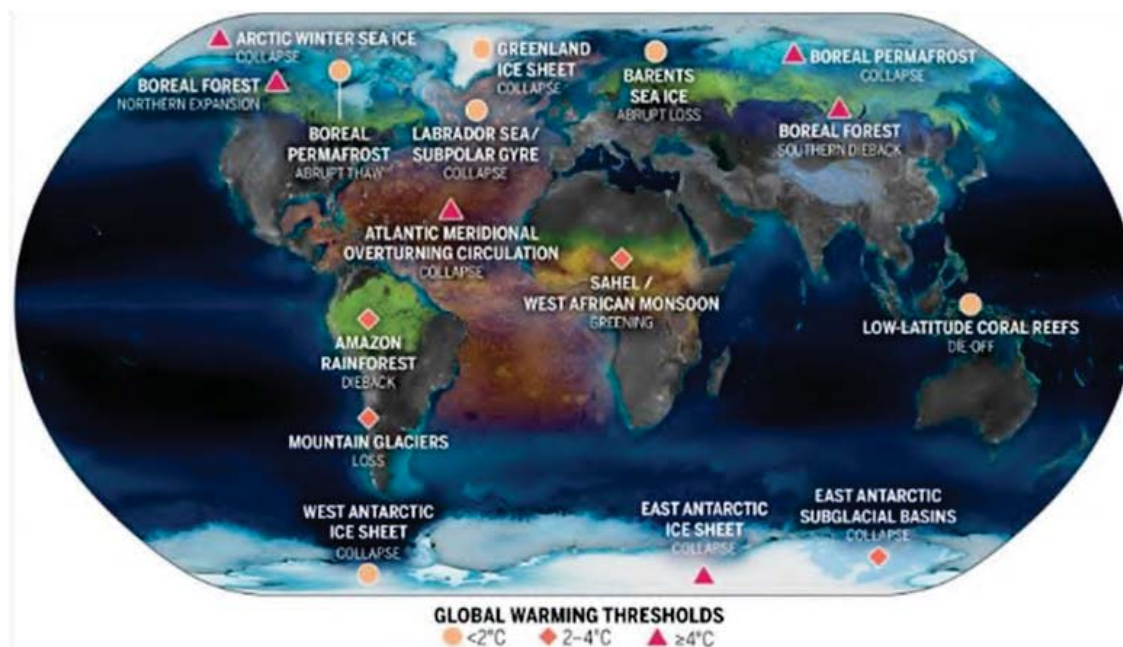 ARCTIC WINTER SEA ICE
COLLAPSE
GREENLAND
ICE SHEET
COLLAPSE
BARENTS
SEA ICE
ABRUPT LOSS
BOREAL PERMAFROST
COLLAPSE
BOREAL FOREST
NORTHERN EXPANSION
BOREAL
PERMAFROST
ABRUPT THAW
LABRADOR SEA/
SUBPOLAR GYRE
COLLAPSE
BOREAL FOREST
SOUTHERN DIEBACK
ATLANTIC MERIDIONAL
OVERTURNING CIRCULATION
COLLAPSE
SAHEL /
WEST AFRICAN MONSOON
GREENING
LOW-LATITUDE CORAL REEFS
DIE-OFF
AMAZON
RAINFOREST
DIEBACK
MOUNTAIN GLACIERS
LOSS
WEST ANTARCTIC
ICE SHEET
COLLAPSE
EAST ANTARCTIC
ICE SHEET
COLLAPSE
EAST ANTARCTIC
SUBGLACIAL BASINS
COLLAPSE
GLOBAL WARMING THRESHOLDS
<2°C 2–4°C ≥4°C